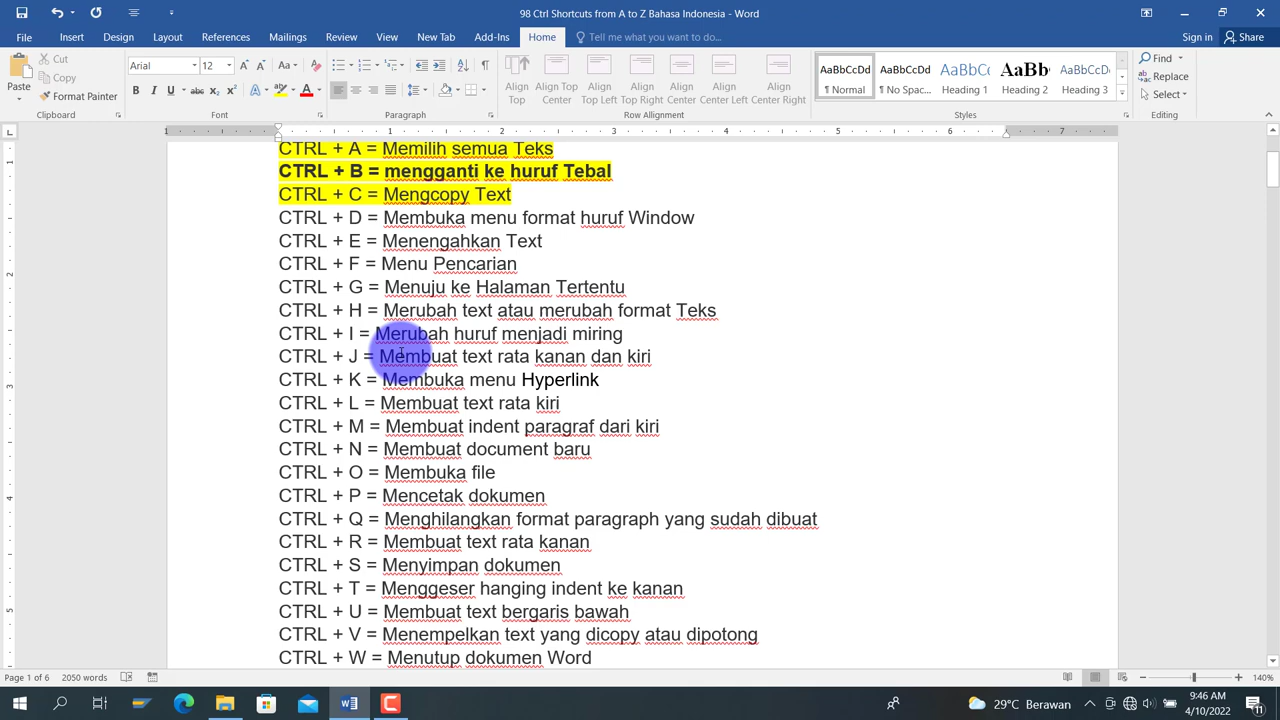 98 Ctrl Shortcuts from A to Z Bahasa Indonesia - Word
File Insert Design Layout References Mailings Review View New Tab Add-Ins Home Tell me what you want to do... Sign in Share
Paste Cut Copy Format Painter
Arial 12
Align Top Align Top Center Align Top Left Align Top Right Align Center Align Center Left Align Center Right
AaBbCcDd AaBbCcDd AaBbC AaBb AaBbCcD
¶ Normal ¶ No Spac... Heading 1 Heading 2 Heading 3
Find Replace Select
Clipboard Font Paragraph Row Alignment Styles Editing
1 1 2 3 4 5 6 7
CTRL + A = Memilih semua Teks
CTRL + B = mengganti ke huruf Tebal
CTRL + C = Mengcopy Text
CTRL + D = Membuka menu format huruf Window
CTRL + E = Menengahkan Text
CTRL + F = Menu Pencarian
CTRL + G = Menuju ke Halaman Tertentu
CTRL + H = Merubah text atau merubah format Teks
CTRL + I = Merubah huruf menjadi miring
CTRL + J = Membuat text rata kanan dan kiri
CTRL + K = Membuka menu Hyperlink
CTRL + L = Membuat text rata kiri
CTRL + M = Membuat indent paragraf dari kiri
CTRL + N = Membuat document baru
CTRL + O = Membuka file
CTRL + P = Mencetak dokumen
CTRL + Q = Menghilangkan format paragraph yang sudah dibuat
CTRL + R = Membuat text rata kanan
CTRL + S = Menyimpan dokumen
CTRL + T = Menggeser hanging indent ke kanan
CTRL + U = Membuat text bergaris bawah
CTRL + V = Menempelkan text yang dicopy atau dipotong
CTRL + W = Menutup dokumen Word
Page 1 of 6 2050 words 140%
29°C Berawan 9:46 AM
4/10/2022